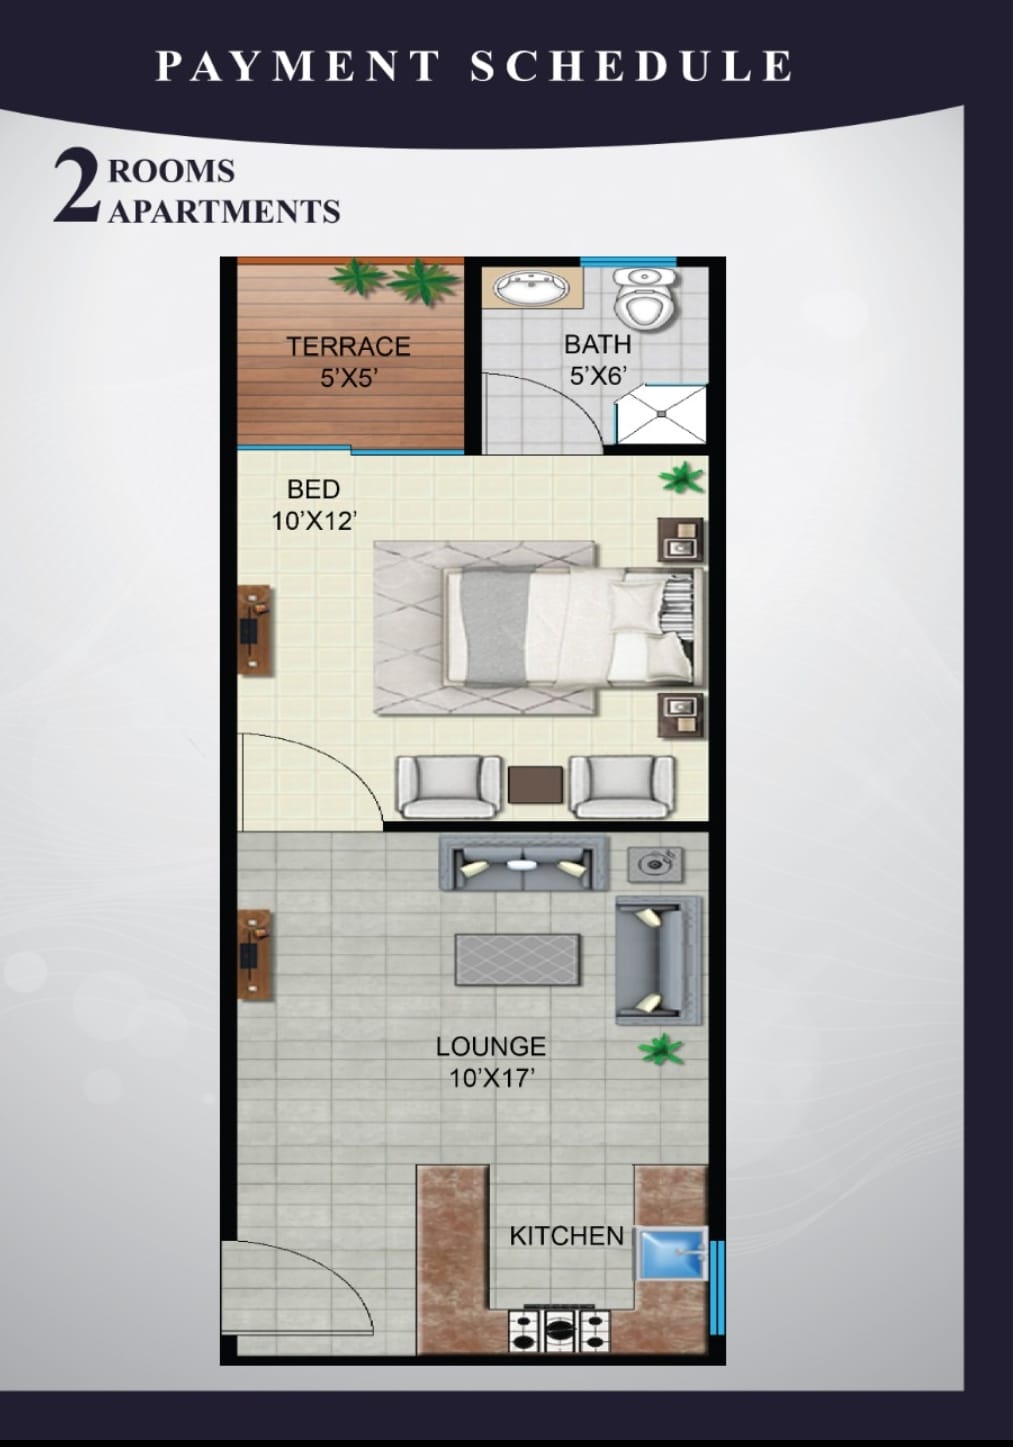 PAYMENT SCHEDULE
2 ROOMS
APARTMENTS
TERRACE
5'X5'
BATH
5'X6'
BED
10'X12'
LOUNGE
10'X17'
KITCHEN